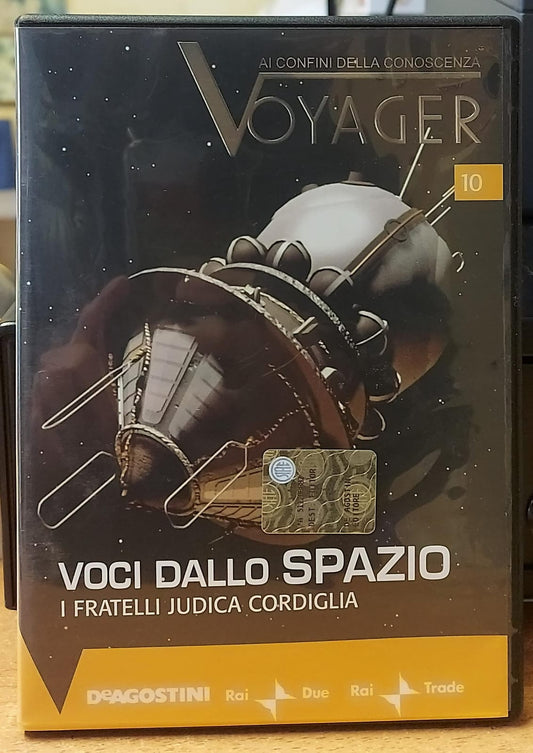 AI CONFINI DELLA CONOSCENZA
VOYAGER
10
VOCI DALLO SPAZIO
I FRATELLI JUDICA CORDIGLIA
DEAGOSTINI Rai Due Rai Trade